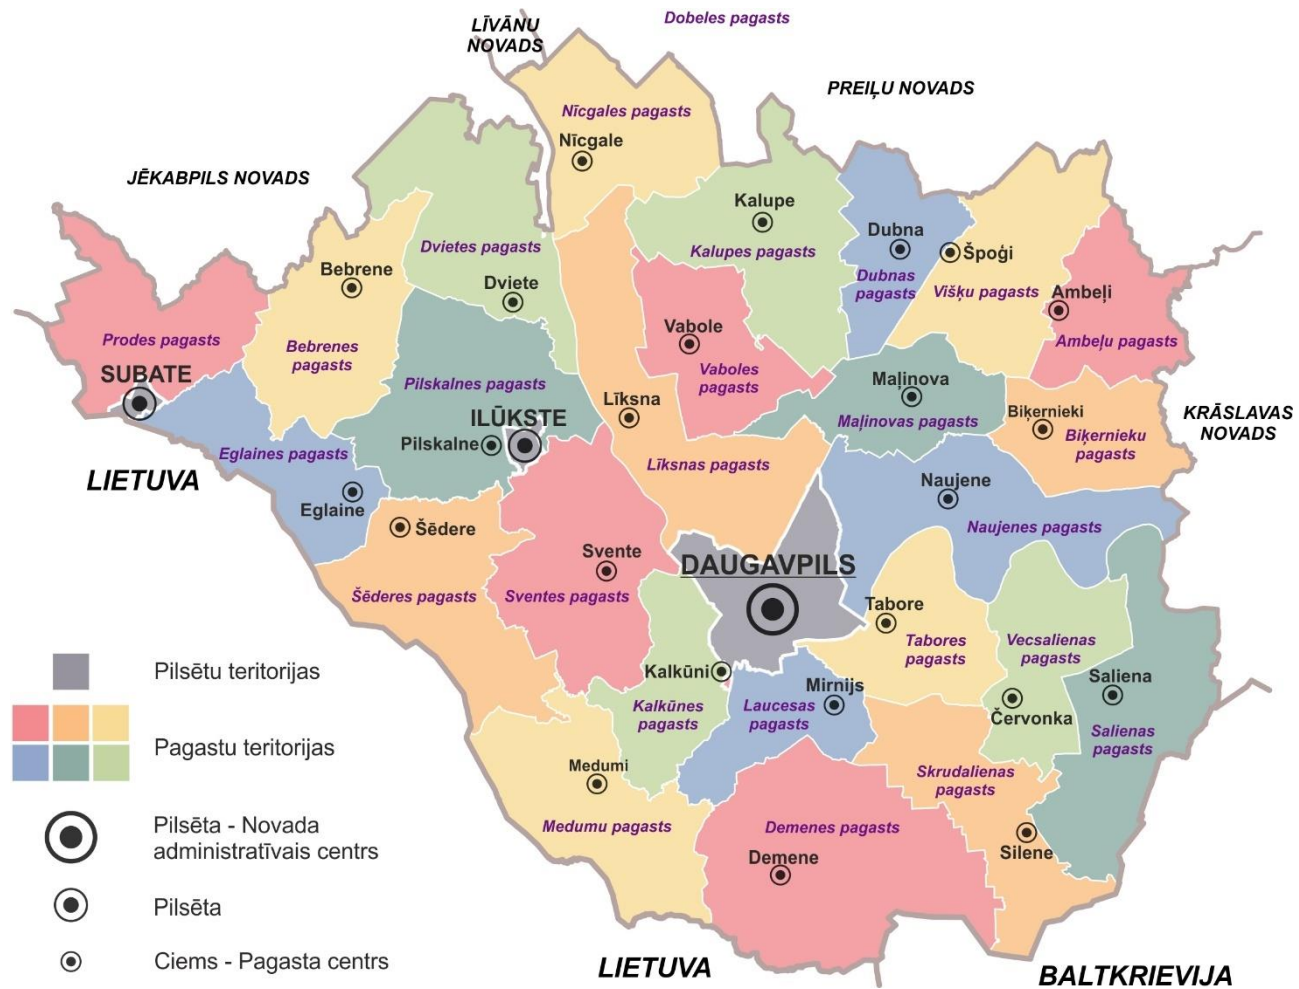 Dobeles pagasts
LĪVĀNU
NOVADS
PREIĻU NOVADS
Nīcgales pagasts
Nīcgale
JĒKABPILS NOVADS
Kalupe
Dubna
Dvietes pagasts
Kalupes pagasts
Špoģi
Bebrene
Dubnas
pagasts
Višķu pagasts
Dviete
Ambeļi
Vabole
Prodes pagasts
Bebrenes
pagasts
Ambeļu pagasts
SUBATE
Pilskalnes pagasts
Vaboles
pagasts
Maļinova
Līksna
ILŪKSTE
Biķernieki
KRĀSLAVAS
NOVADS
Maļinovas pagasts
Biķernieku
pagasts
Pilskalne
Eglaines pagasts
Līksnas pagasts
LIETUVA
Naujene
Eglaine
Šēdere
Naujenes pagasts
Svente
DAUGAVPILS
Šēderes pagasts
Sventes pagasts
Tabore
Tabores
pagasts
Vecsalienas
pagasts
Pilsētu teritorijas
Kalkūni
Mirnijs
Saliena
Kalkūnes
pagasts
Laucesas
pagasts
Červonka
Salienas
pagasts
Pagastu teritorijas
Medumi
Skrudalienas
pagasts
Medumu pagasts
Demenes pagasts
Pilsēta - Novada
administratīvais centrs
Silene
Demene
Pilsēta
Ciems - Pagasta centrs
LIETUVA
BALTKRIEVIJA